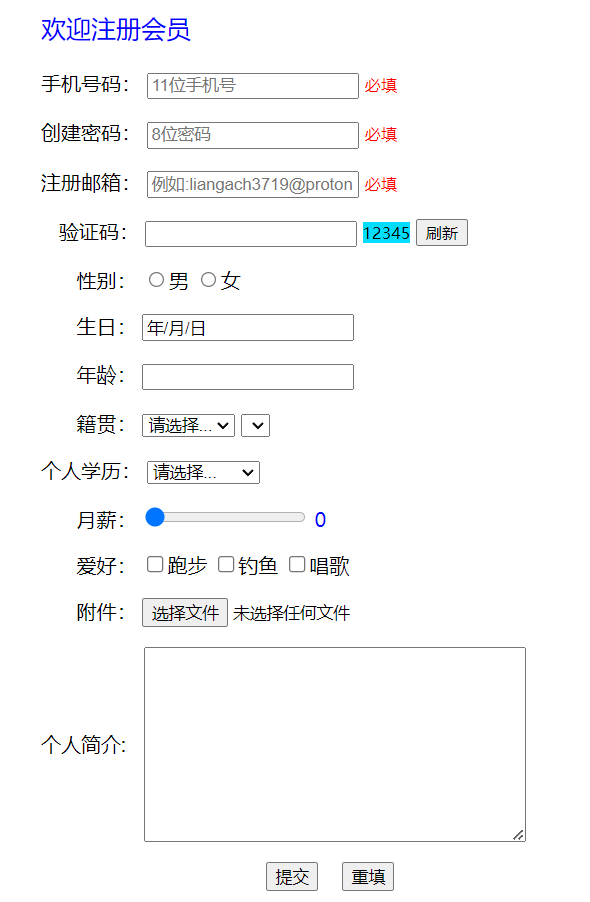 欢迎注册会员
手机号码： 11位手机号 必填
创建密码： 8位密码 必填
注册邮箱： 例如:liangach3719@proton 必填
验证码： 12345 刷新
性别： 男 女
生日： 年/月/日
年龄：
籍贯： 请选择...
个人学历： 请选择...
月薪： 0
爱好： 跑步 钓鱼 唱歌
附件： 选择文件 未选择任何文件
个人简介:
提交 重填